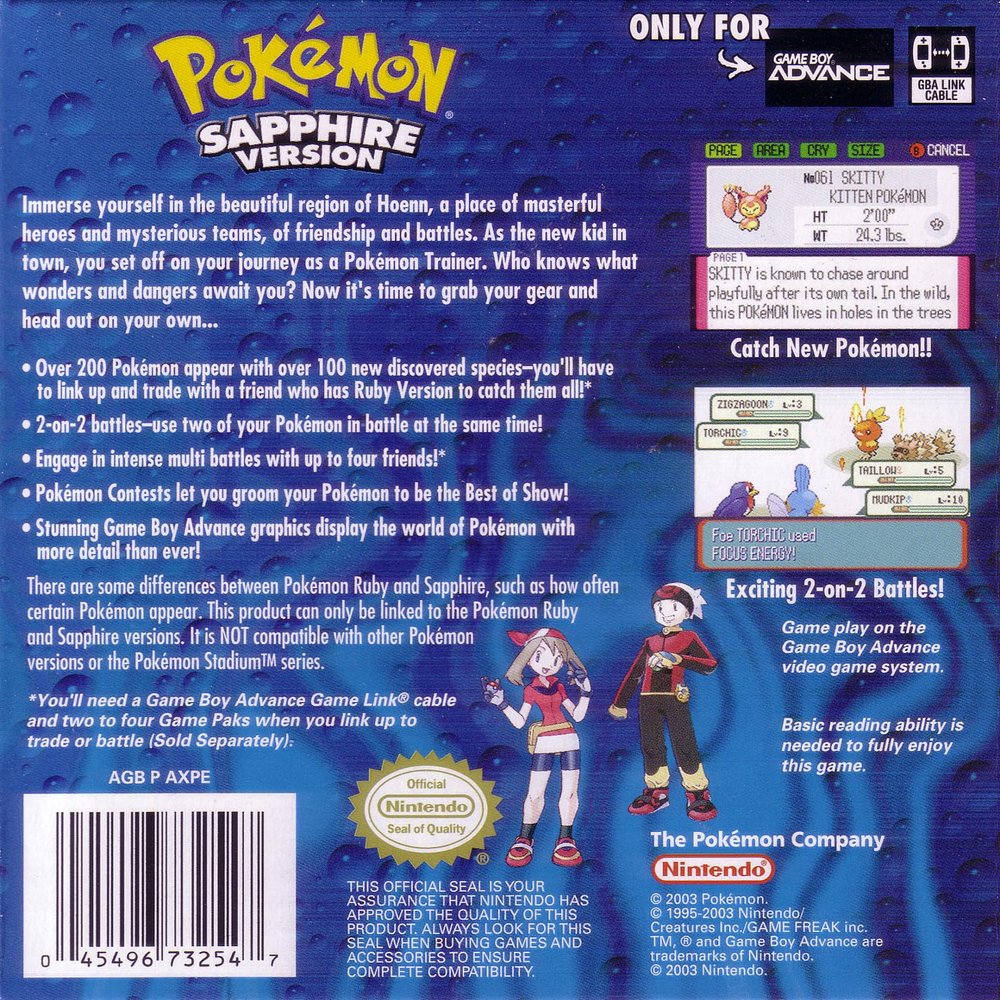 POKéMON®
SAPPHIRE
VERSION
ONLY FOR
GAME BOY
ADVANCE
GBA LINK
CABLE
Immerse yourself in the beautiful region of Hoenn, a place of masterful
heroes and mysterious teams, of friendship and battles. As the new kid in
town, you set off on your journey as a Pokémon Trainer. Who knows what
wonders and dangers await you? Now it's time to grab your gear and
head out on your own...
• Over 200 Pokémon appear with over 100 new discovered species–you'll have
to link up and trade with a friend who has Ruby Version to catch them all!*
• 2-on-2 battles–use two of your Pokémon in battle at the same time!
• Engage in intense multi battles with up to four friends!*
• Pokémon Contests let you groom your Pokémon to be the Best of Show!
• Stunning Game Boy Advance graphics display the world of Pokémon with
more detail than ever!
There are some differences between Pokémon Ruby and Sapphire, such as how often
certain Pokémon appear. This product can only be linked to the Pokémon Ruby
and Sapphire versions. It is NOT compatible with other Pokémon
versions or the Pokémon Stadium™ series.
*You'll need a Game Boy Advance Game Link® cable
and two to four Game Paks when you link up to
trade or battle (Sold Separately).
AGB P AXPE
0 45496 73254 7
Official
Nintendo
Seal of Quality
®
THIS OFFICIAL SEAL IS YOUR
ASSURANCE THAT NINTENDO HAS
APPROVED THE QUALITY OF THIS
PRODUCT. ALWAYS LOOK FOR THIS
SEAL WHEN BUYING GAMES AND
ACCESSORIES TO ENSURE
COMPLETE COMPATIBILITY.
PAGE AREA CRY SIZE B CANCEL
No061 SKITTY
KITTEN POKéMON
HT 2'00"
WT 24.3 lbs.
PAGE 1
SKITTY is known to chase around
playfully after its own tail. In the wild,
this POKéMON lives in holes in the trees
Catch New Pokémon!!
ZIGZAGOON♂ Lv:3
TORCHIC♂ Lv:9
TAILLOW♂ Lv:5
MUDKIP♂ Lv:10
Foe TORCHIC used
FOCUS ENERGY!
Exciting 2-on-2 Battles!
Game play on the
Game Boy Advance
video game system.
Basic reading ability is
needed to fully enjoy
this game.
The Pokémon Company
Nintendo®
© 2003 Pokémon.
© 1995-2003 Nintendo/
Creatures Inc./GAME FREAK inc.
TM, ® and Game Boy Advance are
trademarks of Nintendo.
© 2003 Nintendo.